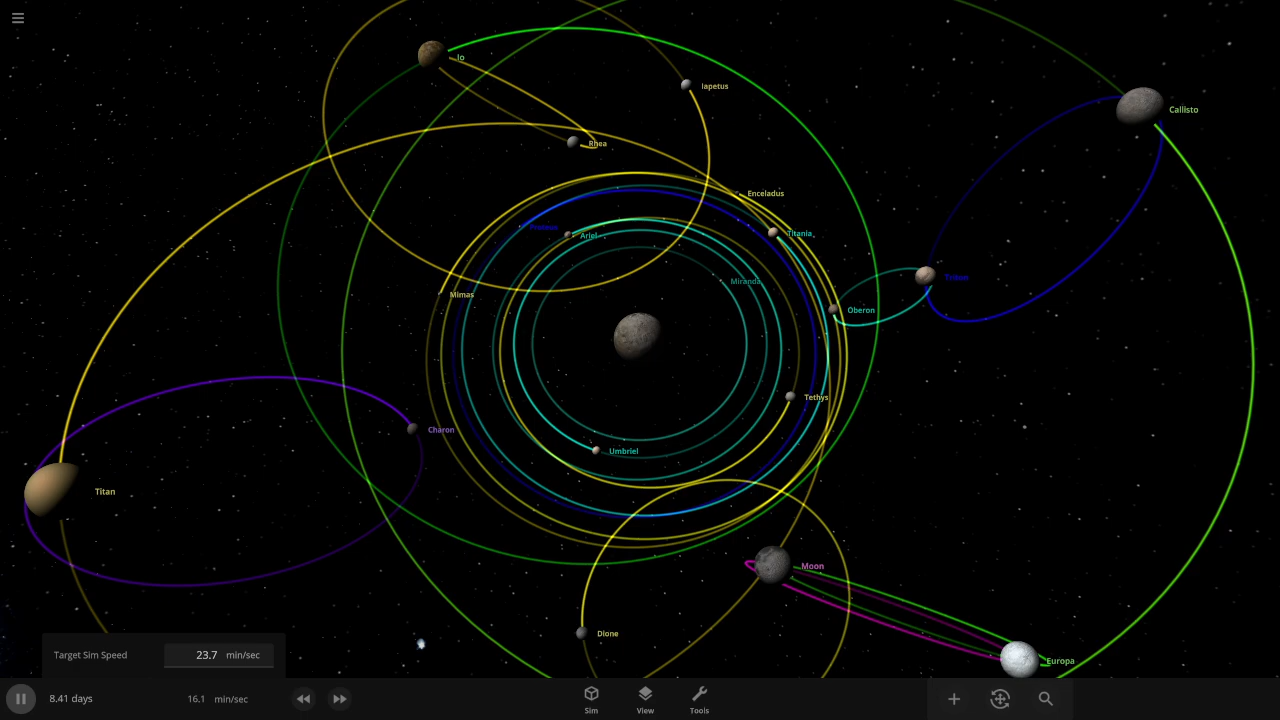 Io
Iapetus
Callisto
Rhea
Enceladus
Proteus
Ariel
Titania
Triton
Miranda
Mimas
Oberon
Tethys
Charon
Umbriel
Titan
Moon
Dione
Europa
Target Sim Speed 23.7 min/sec
8.41 days 16.1 min/sec
Sim View Tools